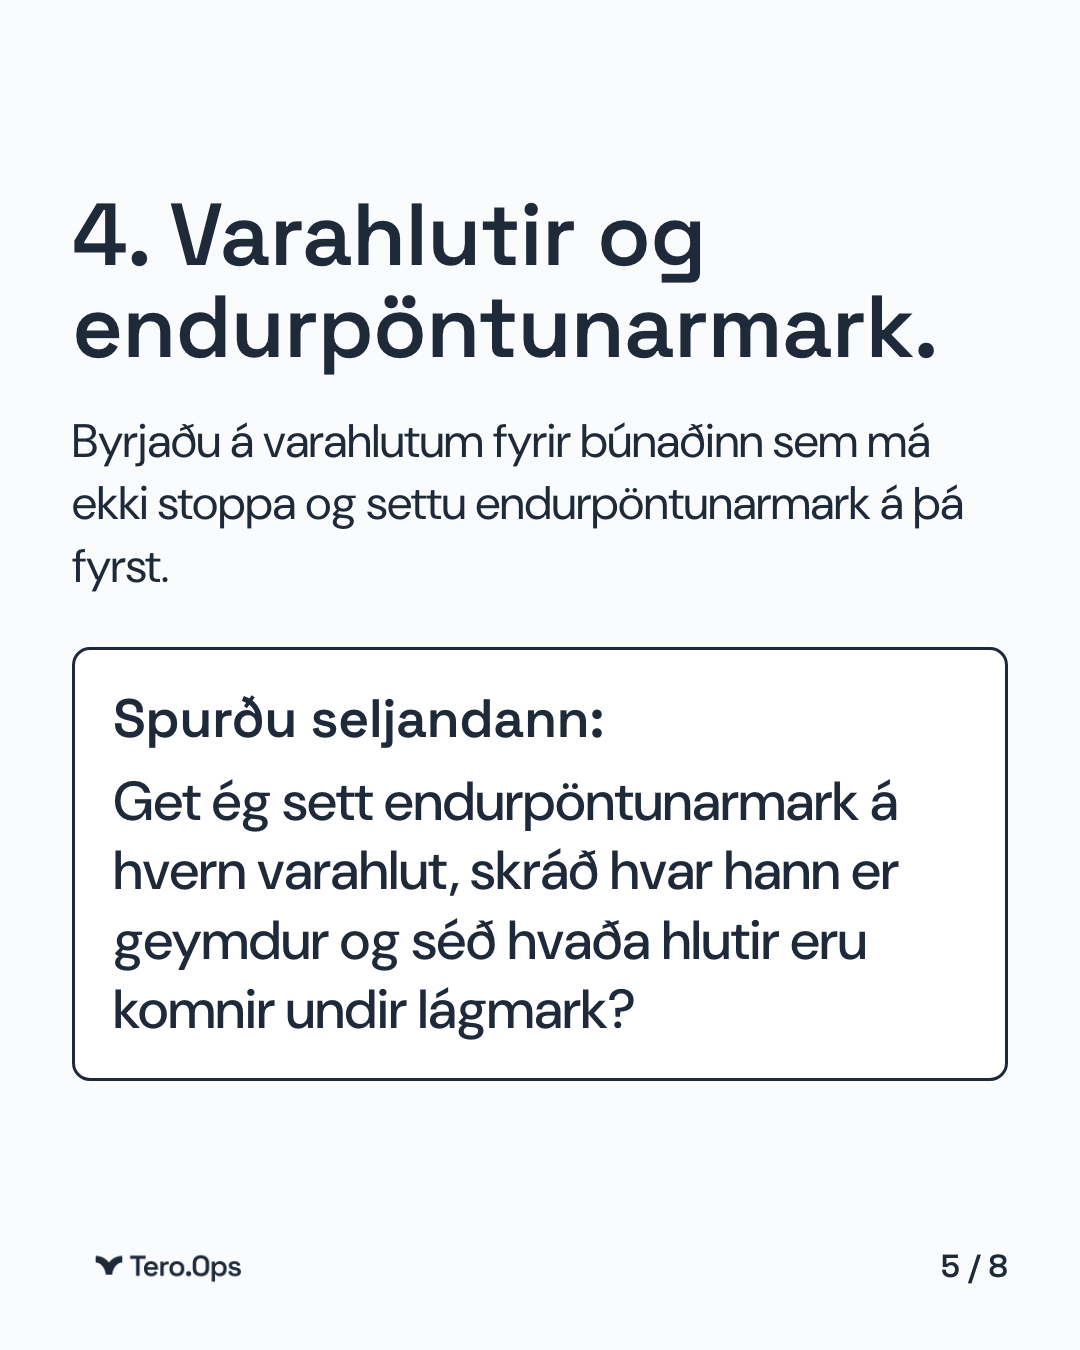 4. Varahlutir og
endurpöntunarmark.
Byrjaðu á varahlutum fyrir búnaðinn sem má
ekki stoppa og settu endurpöntunarmark á þá
fyrst.
Spurðu seljandann:
Get ég sett endurpöntunarmark á
hvern varahlut, skráð hvar hann er
geymdur og séð hvaða hlutir eru
komnir undir lágmark?
Tero.Ops
5 / 8